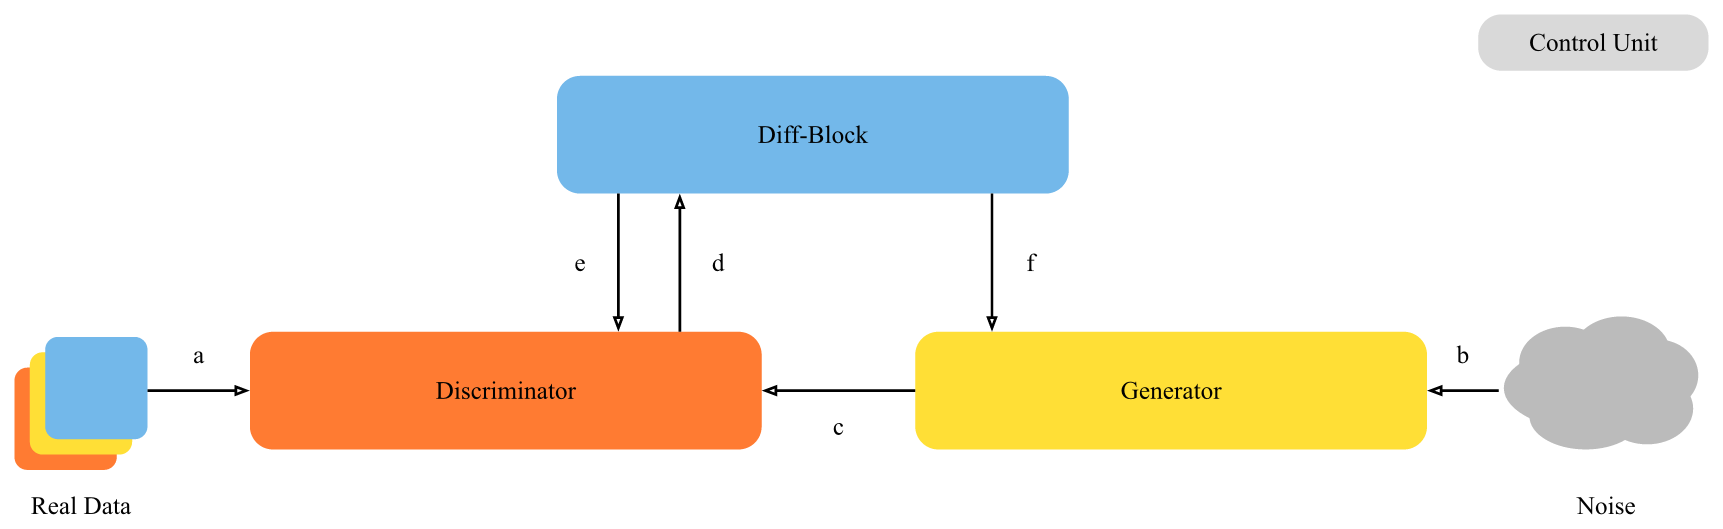 Control Unit
Diff-Block
e
d
f
a
b
Discriminator
Generator
c
Real Data
Noise